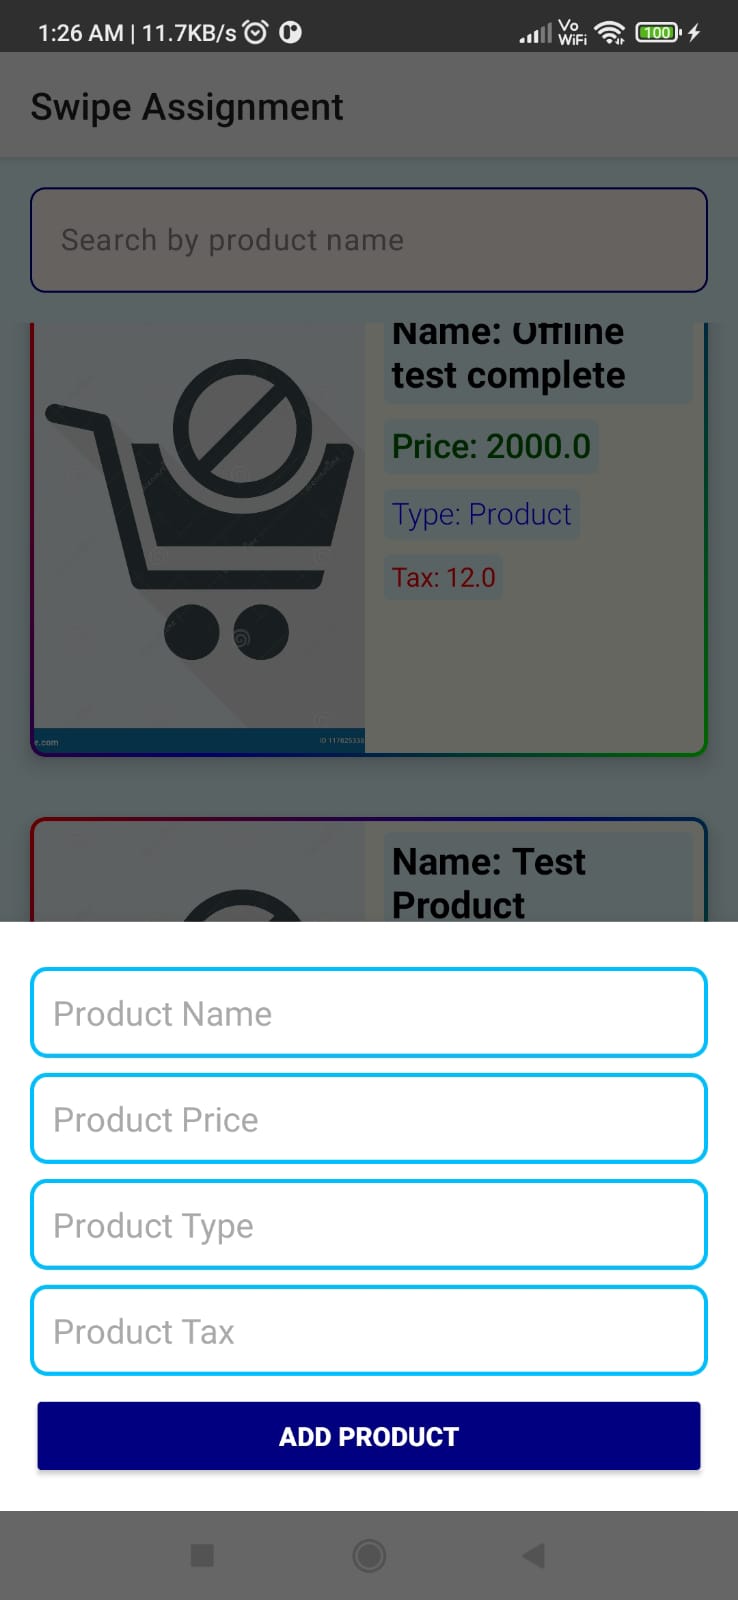 1:26 AM | 11.7KB/s
Vo
WiFi
100
Swipe Assignment
Search by product name
Name: Offline
test complete
Price: 2000.0
Type: Product
Tax: 12.0
e.com
ID 117825338
Name: Test
Product
Product Name
Product Price
Product Type
Product Tax
ADD PRODUCT